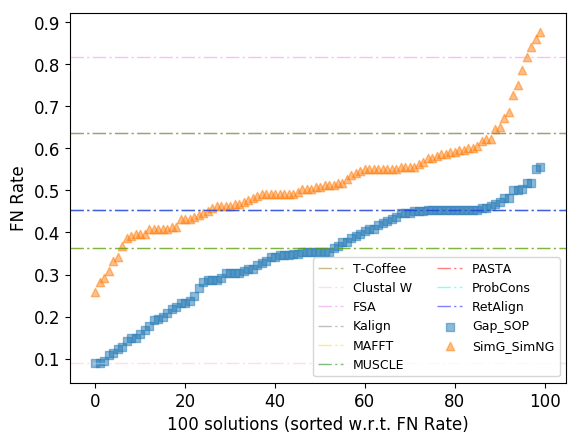 0.9
0.8
0.7
0.6
0.5
0.4
0.3
0.2
0.1
FN Rate
T-Coffee
Clustal W
FSA
Kalign
MAFFT
MUSCLE
PASTA
ProbCons
RetAlign
Gap_SOP
SimG_SimNG
0 20 40 60 80 100
100 solutions (sorted w.r.t. FN Rate)